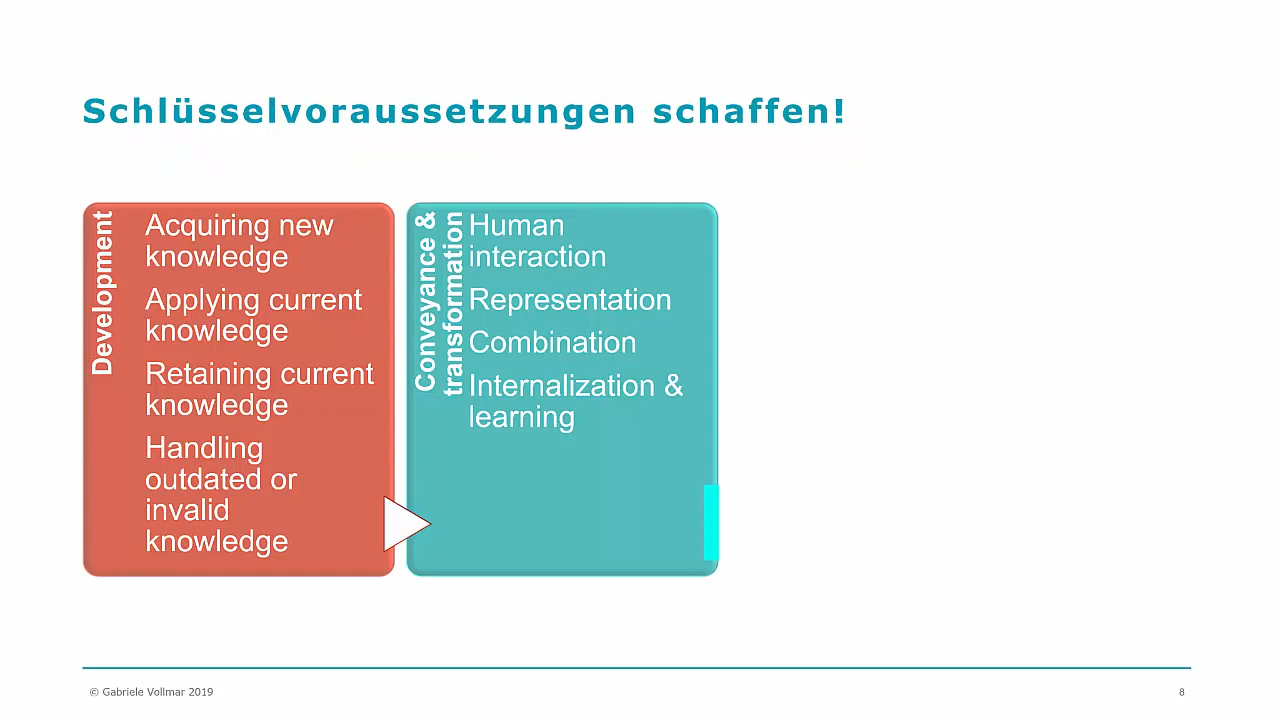 Schlüsselvoraussetzungen schaffen!
Development
Acquiring new
knowledge
Applying current
knowledge
Retaining current
knowledge
Handling
outdated or
invalid
knowledge
Conveyance &
transformation
Human
interaction
Representation
Combination
Internalization &
learning
© Gabriele Vollmar 2019
8